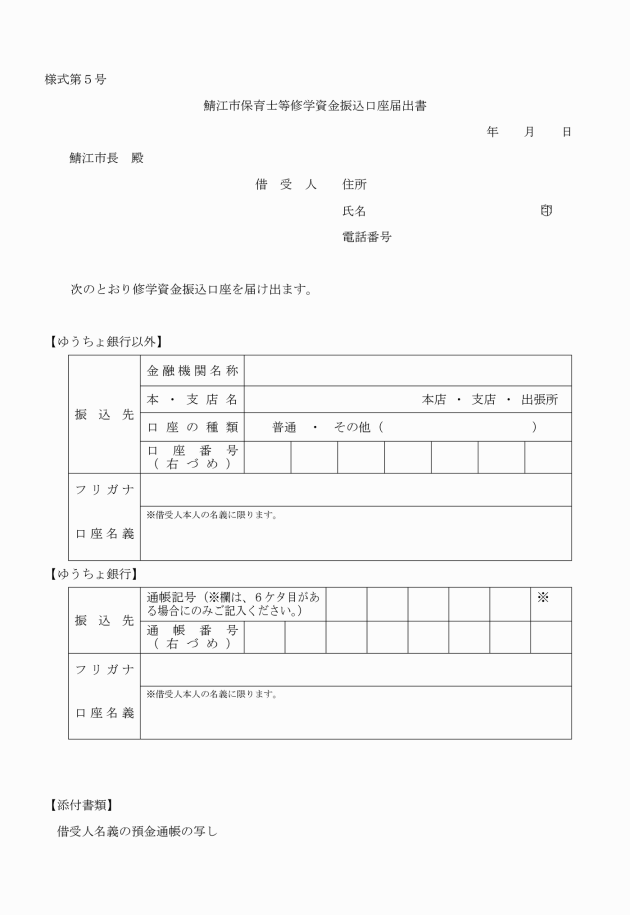 様式第５号
鯖江市保育士等修学資金振込口座届出書
年　　月　　日
鯖江市長　殿
借　受　人　　住所
氏名　　　　　　　　　　　　　　㊞
電話番号
次のとおり修学資金振込口座を届け出ます。
【ゆうちょ銀行以外】
振　込　先
金融機関名称
本・支店名　　本店　・　支店　・　出張所
口座の種類　　普通　・　その他（　　　　　　　　　　　　）
口座番号
（右づめ）
フリガナ
※借受人本人の名義に限ります。
口座名義
【ゆうちょ銀行】
振　込　先
通帳記号（※欄は、６ケタ目があ　　※
る場合にのみご記入ください。）
通帳番号
（右づめ）
フリガナ
※借受人本人の名義に限ります。
口座名義
【添付書類】
借受人名義の預金通帳の写し